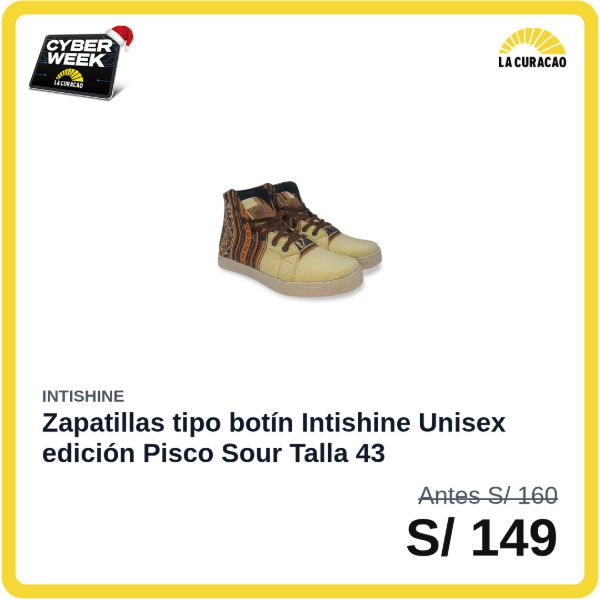 CYBER
WEEK
LA CURACAO
LA CURACAO
INTISHINE
Zapatillas tipo botín Intishine Unisex
edición Pisco Sour Talla 43
Antes S/ 160
S/ 149